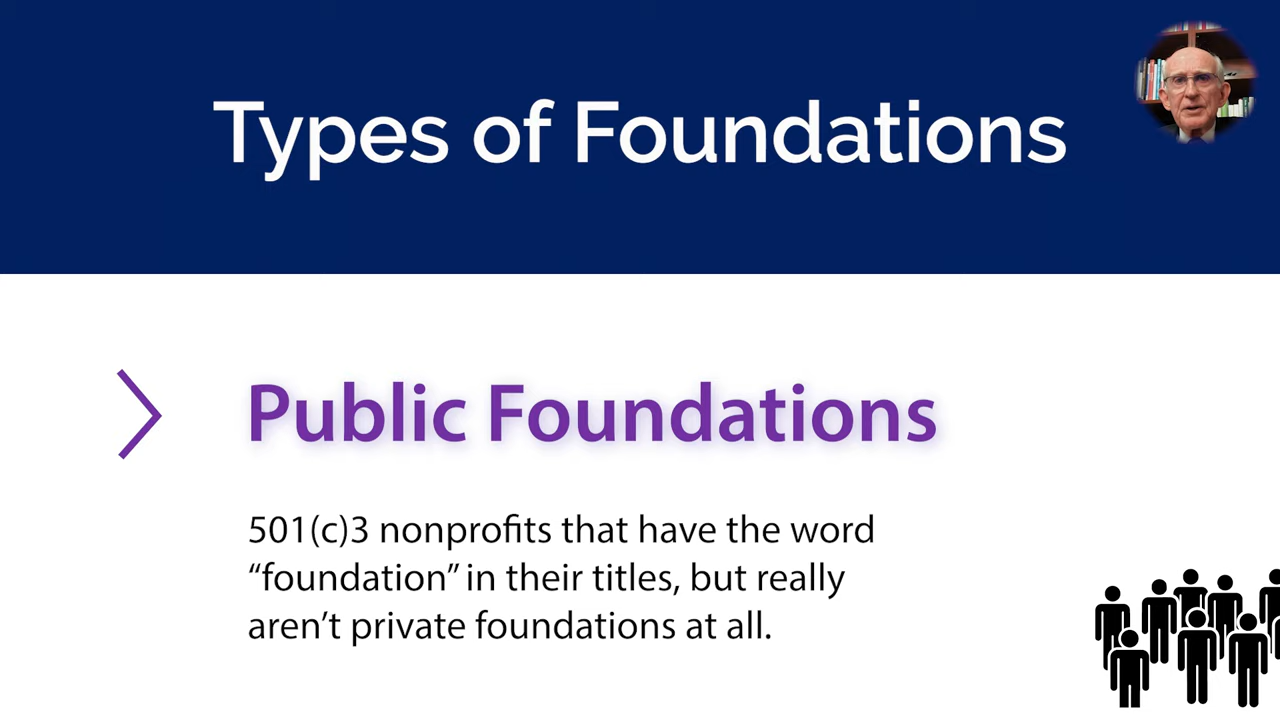 Types of Foundations
Public Foundations
501(c)3 nonprofits that have the word
“foundation” in their titles, but really
aren’t private foundations at all.